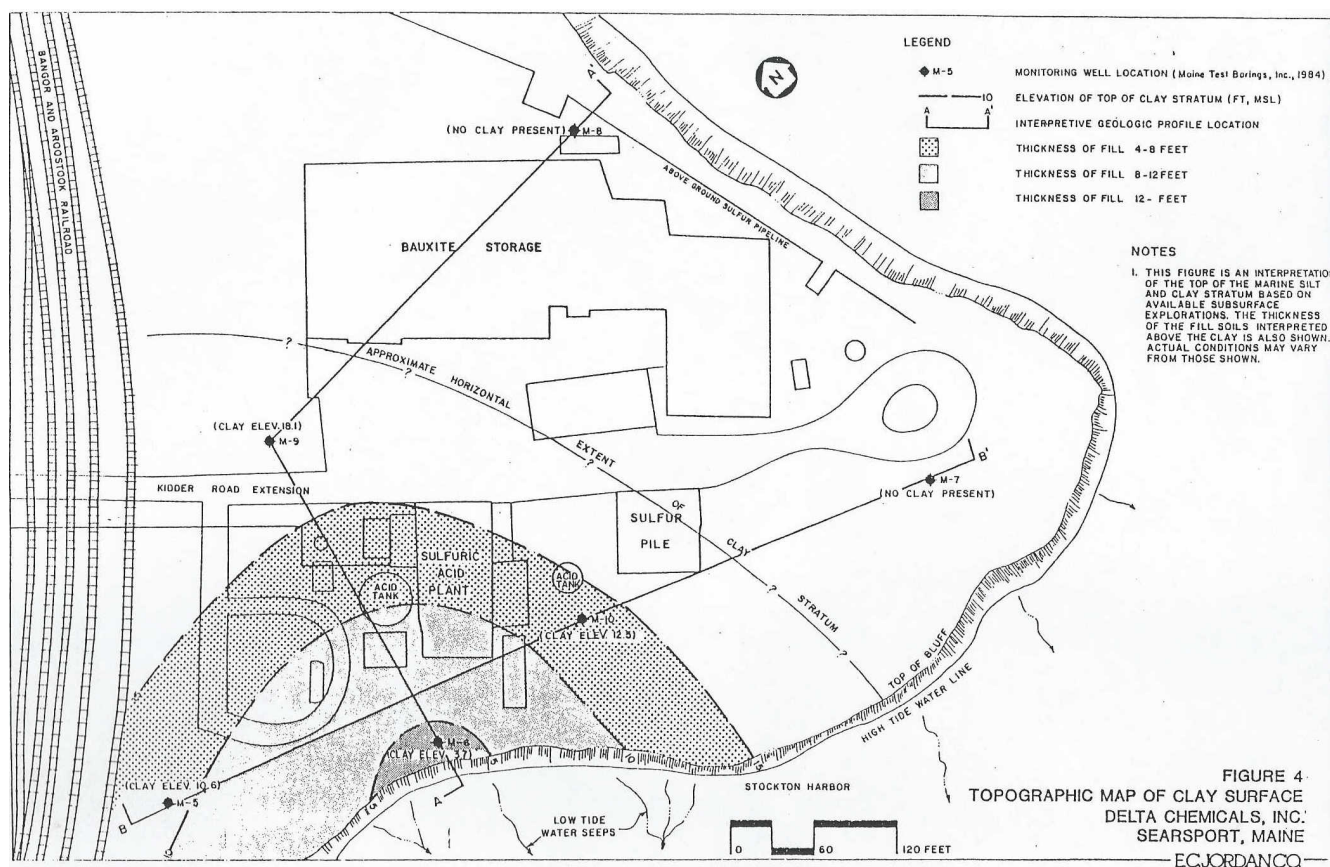 LEGEND
M-5 MONITORING WELL LOCATION (Maine Test Borings, Inc., 1984)
10 ELEVATION OF TOP OF CLAY STRATUM (FT, MSL)
A A' INTERPRETIVE GEOLOGIC PROFILE LOCATION
THICKNESS OF FILL 4-8 FEET
THICKNESS OF FILL 8-12 FEET
THICKNESS OF FILL 12- FEET
NOTES
1. THIS FIGURE IS AN INTERPRETATIO
OF THE TOP OF THE MARINE SILT
AND CLAY STRATUM BASED ON
AVAILABLE SUBSURFACE
EXPLORATIONS. THE THICKNESS
OF THE FILL SOILS INTERPRETED
ABOVE THE CLAY IS ALSO SHOWN.
ACTUAL CONDITIONS MAY VARY
FROM THOSE SHOWN.
N
BANGOR AND AROOSTOOK RAILROAD
A'
(NO CLAY PRESENT) M-8
ABOVE GROUND SULFUR PIPELINE
BAUXITE STORAGE
? APPROXIMATE HORIZONTAL ? EXTENT ? OF CLAY ? STRATUM ?
(CLAY ELEV. 18.1)
M-9
B'
M-7
(NO CLAY PRESENT)
KIDDER ROAD EXTENSION
SULFUR
PILE
SULFURIC
ACID
PLANT
ACID
TANK
ACID
TANK
M-10
(CLAY ELEV. 12.5)
TOP OF BLUFF
HIGH TIDE WATER LINE
M-6
(CLAY ELEV. 3.7)
(CLAY ELEV. 10.6)
M-5
B
A
15
10
5
5
10
15
STOCKTON HARBOR
LOW TIDE
WATER SEEPS
0 60 120 FEET
FIGURE 4
TOPOGRAPHIC MAP OF CLAY SURFACE
DELTA CHEMICALS, INC.
SEARSPORT, MAINE
E.C.JORDAN CO.